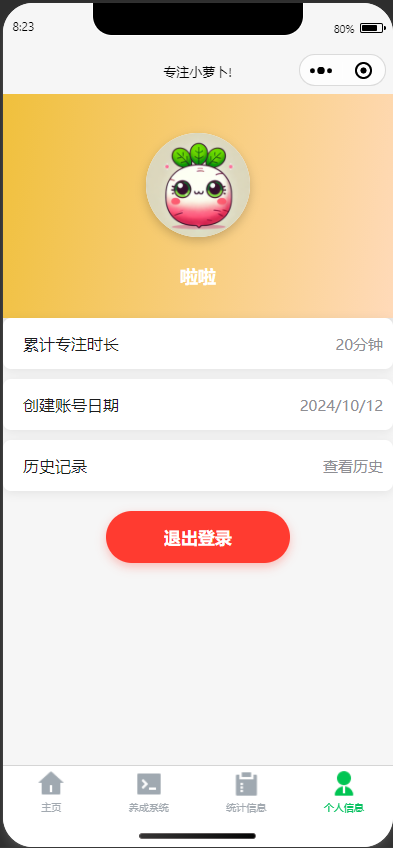 8:23
80%
专注小萝卜!
啦啦
累计专注时长 20分钟
创建账号日期 2024/10/12
历史记录 查看历史
退出登录
主页 养成系统 统计信息 个人信息